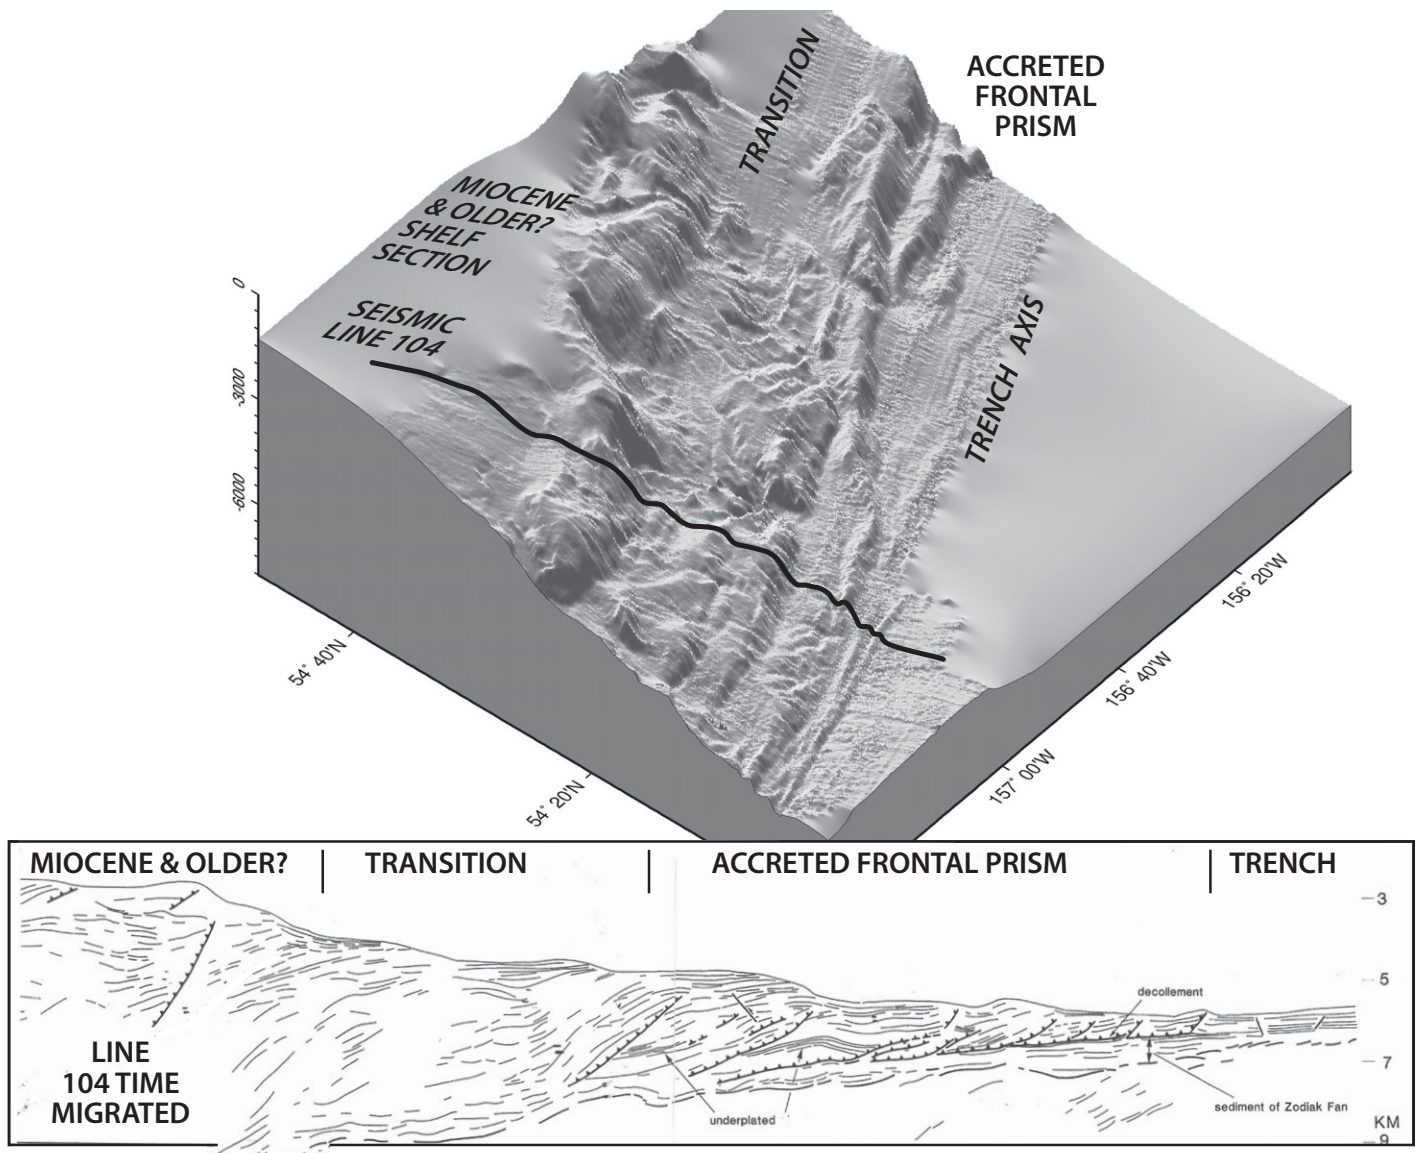 TRANSITION
ACCRETED
FRONTAL
PRISM
MIOCENE
& OLDER?
SHELF
SECTION
SEISMIC
LINE 104
TRENCH AXIS
0
-3000
-6000
54° 40'N
54° 20'N
157° 00'W
156° 40'W
156° 20'W
MIOCENE & OLDER?
TRANSITION
ACCRETED FRONTAL PRISM
TRENCH
3
5
decollement
7
LINE
104 TIME
MIGRATED
underplated
sediment of Zodiak Fan
KM
9